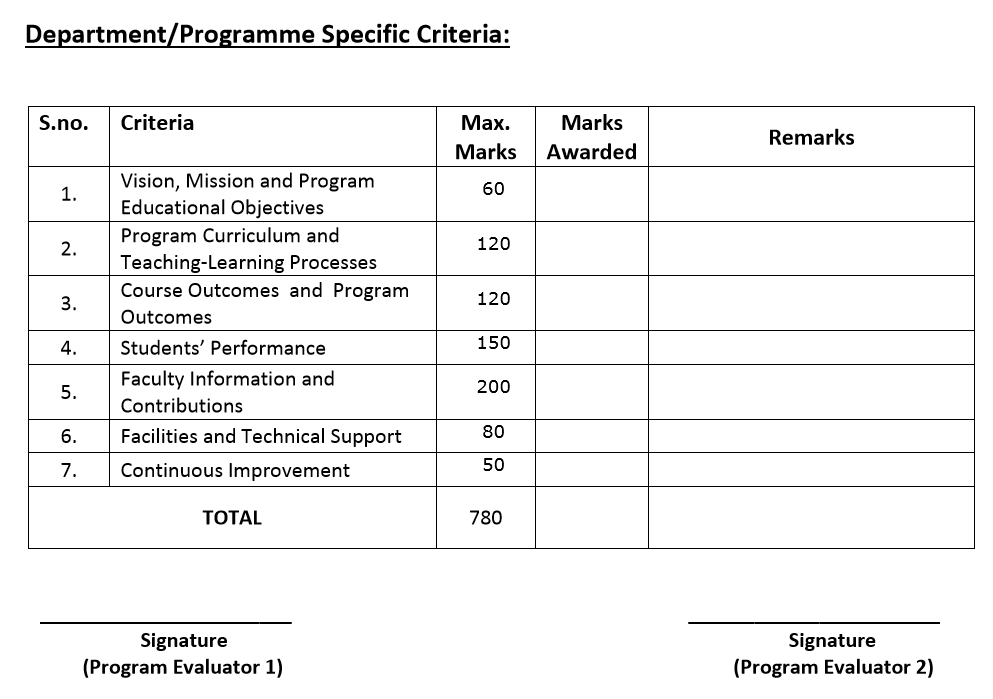 Department/Programme Specific Criteria:
S.no. Criteria Max. Marks Marks Awarded Remarks
1. Vision, Mission and Program Educational Objectives 60
2. Program Curriculum and Teaching-Learning Processes 120
3. Course Outcomes and Program Outcomes 120
4. Students’ Performance 150
5. Faculty Information and Contributions 200
6. Facilities and Technical Support 80
7. Continuous Improvement 50
TOTAL 780
Signature Signature
(Program Evaluator 1) (Program Evaluator 2)